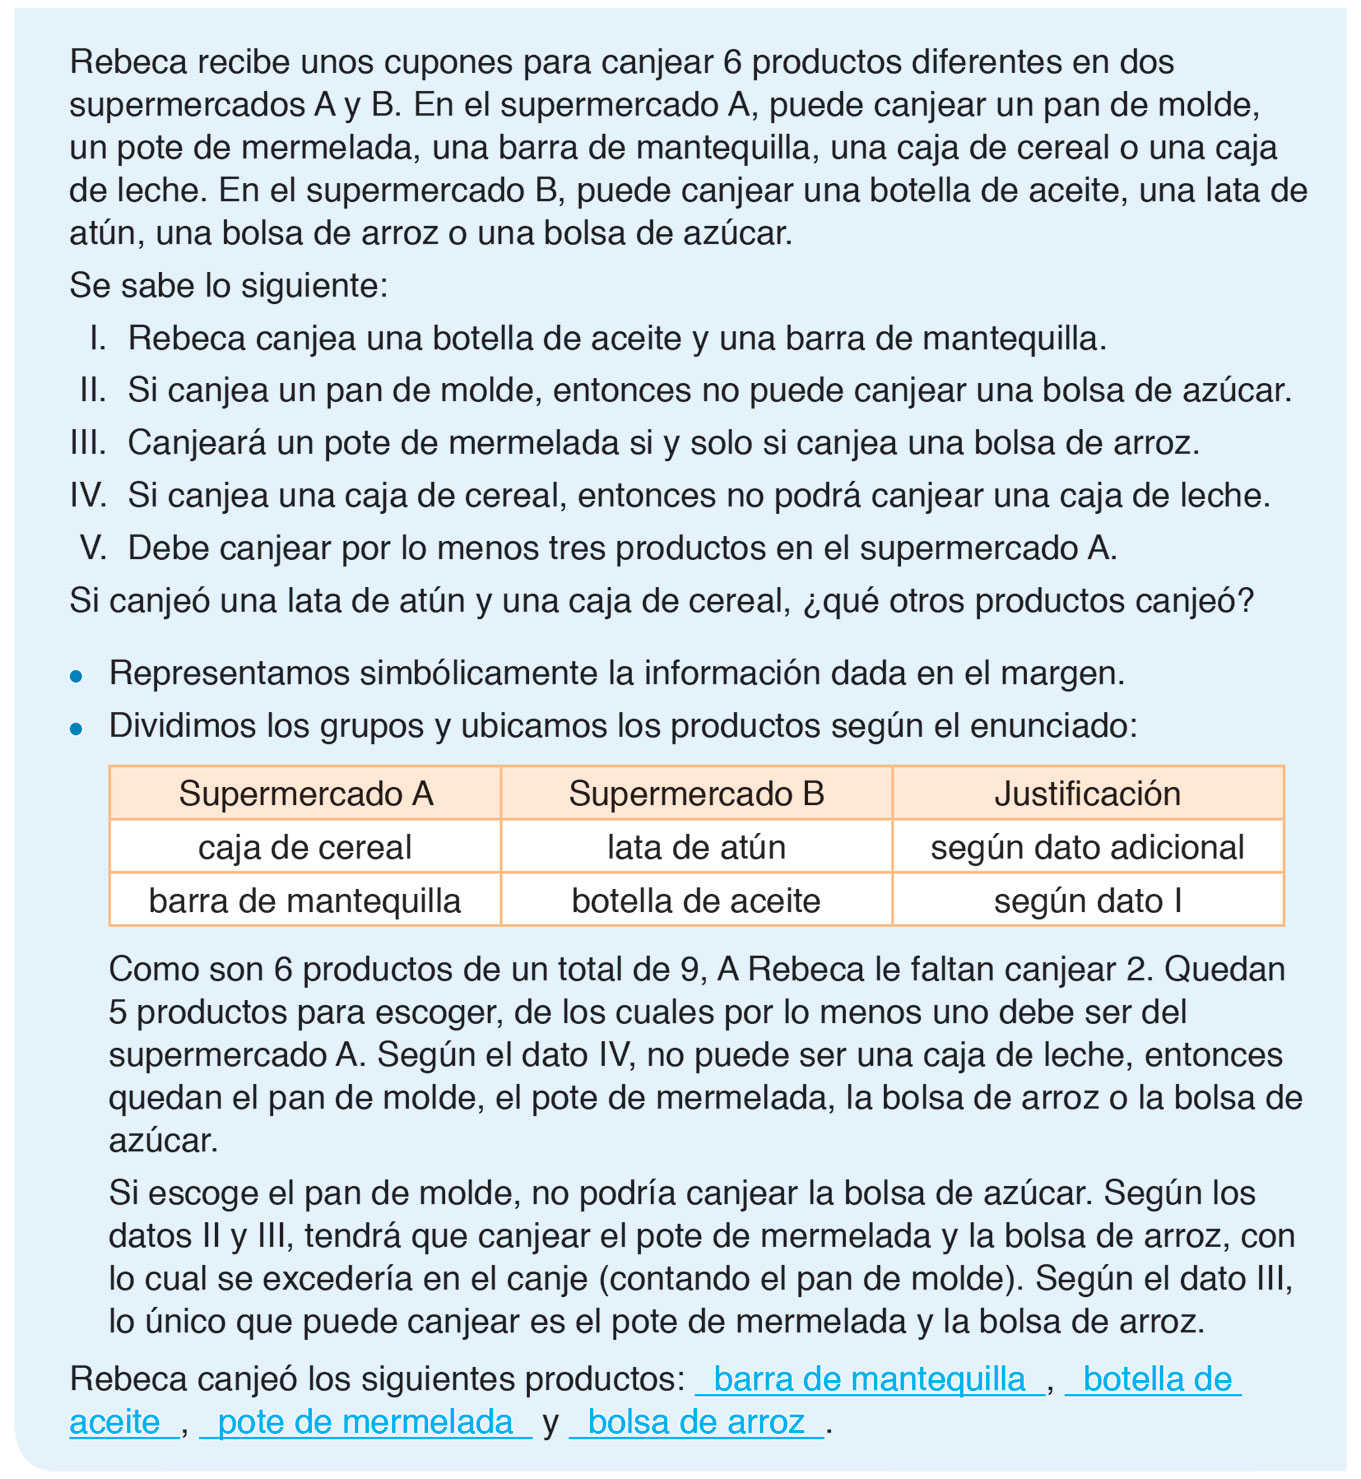 Rebeca recibe unos cupones para canjear 6 productos diferentes en dos
supermercados A y B. En el supermercado A, puede canjear un pan de molde,
un pote de mermelada, una barra de mantequilla, una caja de cereal o una caja
de leche. En el supermercado B, puede canjear una botella de aceite, una lata de
atún, una bolsa de arroz o una bolsa de azúcar.
Se sabe lo siguiente:
I. Rebeca canjea una botella de aceite y una barra de mantequilla.
II. Si canjea un pan de molde, entonces no puede canjear una bolsa de azúcar.
III. Canjeará un pote de mermelada si y solo si canjea una bolsa de arroz.
IV. Si canjea una caja de cereal, entonces no podrá canjear una caja de leche.
V. Debe canjear por lo menos tres productos en el supermercado A.
Si canjeó una lata de atún y una caja de cereal, ¿qué otros productos canjeó?
• Representamos simbólicamente la información dada en el margen.
• Dividimos los grupos y ubicamos los productos según el enunciado:
Supermercado A Supermercado B Justificación
caja de cereal lata de atún según dato adicional
barra de mantequilla botella de aceite según dato I
Como son 6 productos de un total de 9, A Rebeca le faltan canjear 2. Quedan
5 productos para escoger, de los cuales por lo menos uno debe ser del
supermercado A. Según el dato IV, no puede ser una caja de leche, entonces
quedan el pan de molde, el pote de mermelada, la bolsa de arroz o la bolsa de
azúcar.
Si escoge el pan de molde, no podría canjear la bolsa de azúcar. Según los
datos II y III, tendrá que canjear el pote de mermelada y la bolsa de arroz, con
lo cual se excedería en el canje (contando el pan de molde). Según el dato III,
lo único que puede canjear es el pote de mermelada y la bolsa de arroz.
Rebeca canjeó los siguientes productos: barra de mantequilla , botella de
aceite , pote de mermelada y bolsa de arroz .